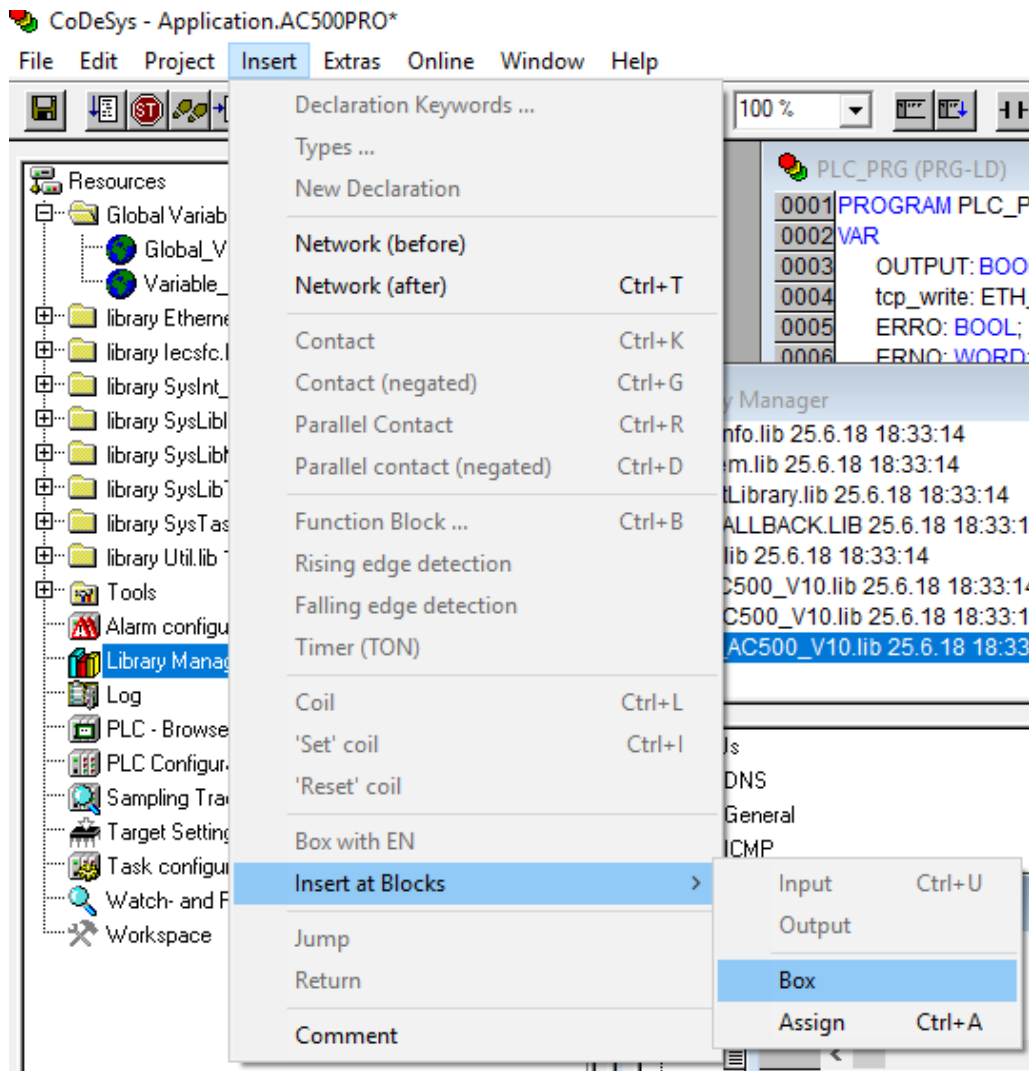 CoDeSys - Application.AC500PRO*
File Edit Project Insert Extras Online Window Help
ST
100 %
Resources
Global Variab
Global_V
Variable_
library Etherne
library Iecsfc.l
library SysInt_
library SysLibI
library SysLib
library SysLibT
library SysTas
library Util.lib
Tools
Alarm configu
Library Manag
Log
PLC - Browse
PLC Configur
Sampling Tra
Target Setting
Task configu
Watch- and R
Workspace
Declaration Keywords ...
Types ...
New Declaration
Network (before)
Network (after) Ctrl+T
Contact Ctrl+K
Contact (negated) Ctrl+G
Parallel Contact Ctrl+R
Parallel contact (negated) Ctrl+D
Function Block ... Ctrl+B
Rising edge detection
Falling edge detection
Timer (TON)
Coil Ctrl+L
'Set' coil Ctrl+I
'Reset' coil
Box with EN
Insert at Blocks >
Jump
Return
Comment
Input Ctrl+U
Output
Box
Assign Ctrl+A
PLC_PRG (PRG-LD)
0001 PROGRAM PLC_P
0002 VAR
0003 OUTPUT: BOO
0004 tcp_write: ETH_
0005 ERRO: BOOL;
0006 ERNO: WORD;
y Manager
nfo.lib 25.6.18 18:33:14
em.lib 25.6.18 18:33:14
tLibrary.lib 25.6.18 18:33:14
ALLBACK.LIB 25.6.18 18:33:1
lib 25.6.18 18:33:14
C500_V10.lib 25.6.18 18:33:14
C500_V10.lib 25.6.18 18:33:1
_AC500_V10.lib 25.6.18 18:33
ls
DNS
General
ICMP